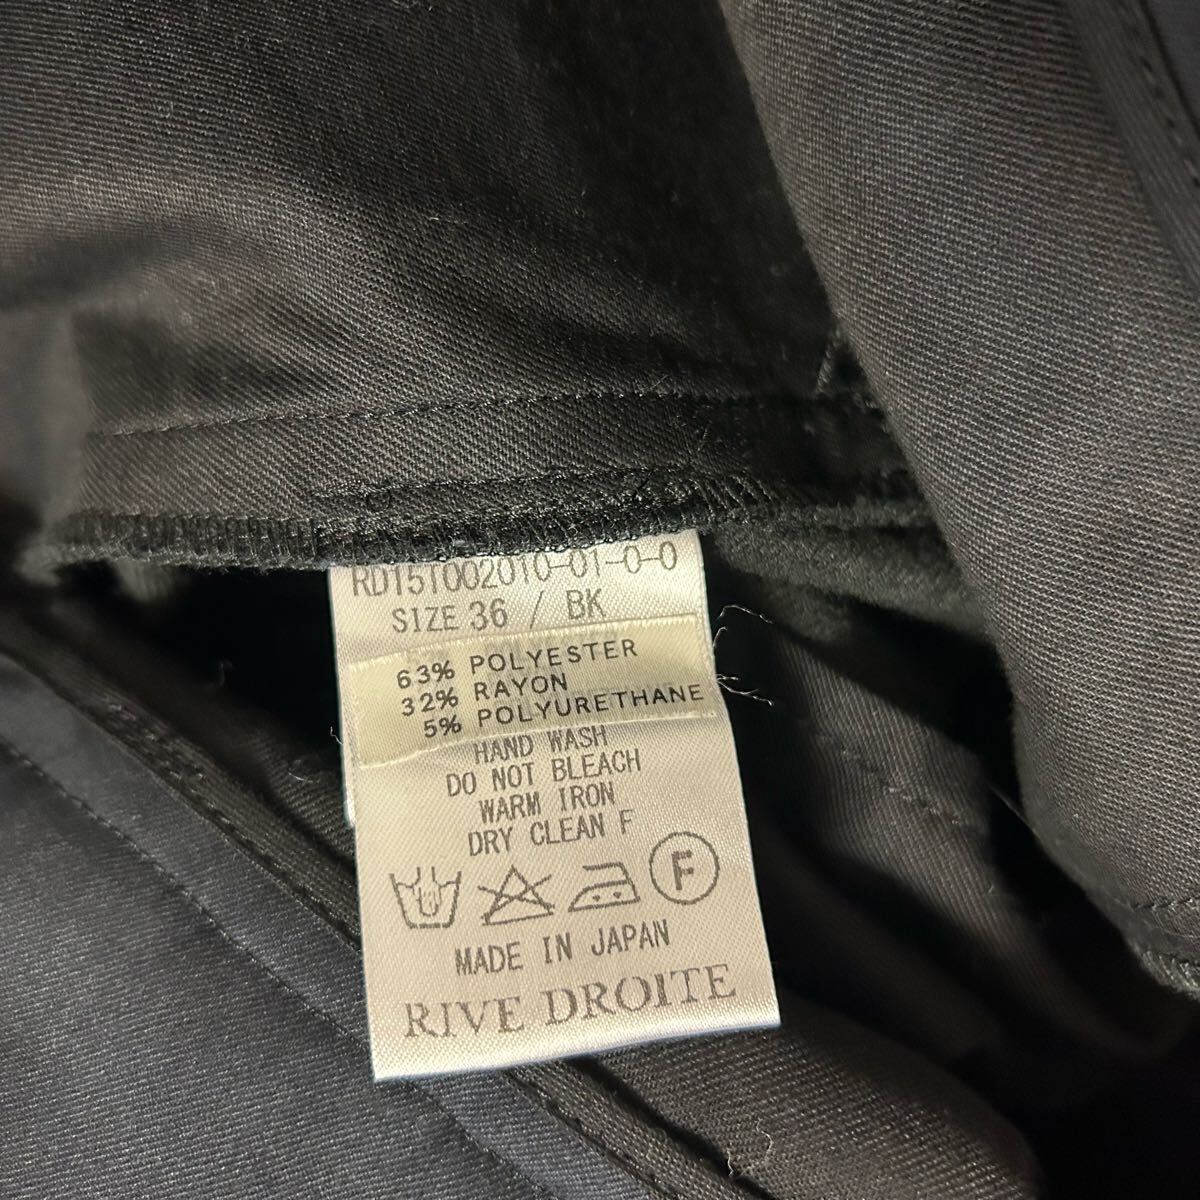 RD15T002010-01-0-0
SIZE 36 / BK
63% POLYESTER
32% RAYON
5% POLYURETHANE
HAND WASH
DO NOT BLEACH
WARM IRON
DRY CLEAN F
F
MADE IN JAPAN
RIVE DROITE